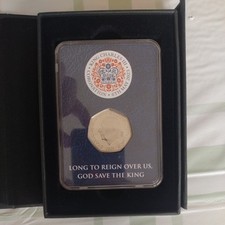 LONG TO REIGN OVER US,
GOD SAVE THE KING